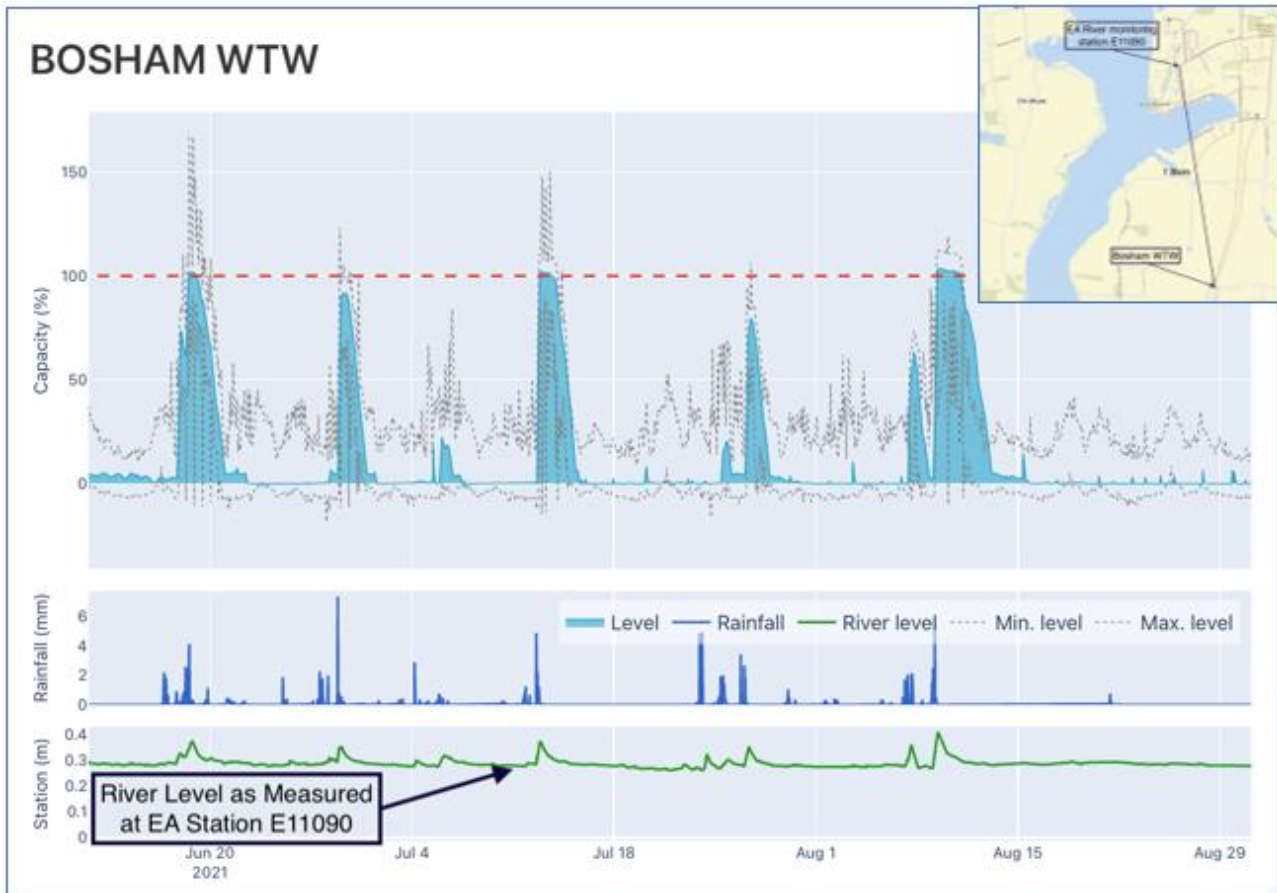 BOSHAM WTW
EA River monitoring
station E11090
Bosham WTW
Capacity (%)
150
100
50
0
Rainfall (mm)
6
4
2
0
Level
Rainfall
River level
Min. level
Max. level
Station (m)
0.4
0.3
0.2
0.1
0
River Level as Measured
at EA Station E11090
Jun 20
2021
Jul 4
Jul 18
Aug 1
Aug 15
Aug 29